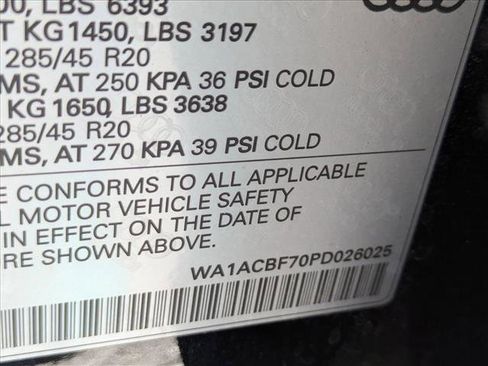 00, LBS 6393
T KG1450, LBS 3197
285/45 R20
MS, AT 250 KPA 36 PSI COLD
KG1650, LBS 3638
285/45 R20
MS, AT 270 KPA 39 PSI COLD
E CONFORMS TO ALL APPLICABLE
L MOTOR VEHICLE SAFETY
IN EFFECT ON THE DATE OF
RE SHOWN ABOVE.
WA1ACBF70PD026025